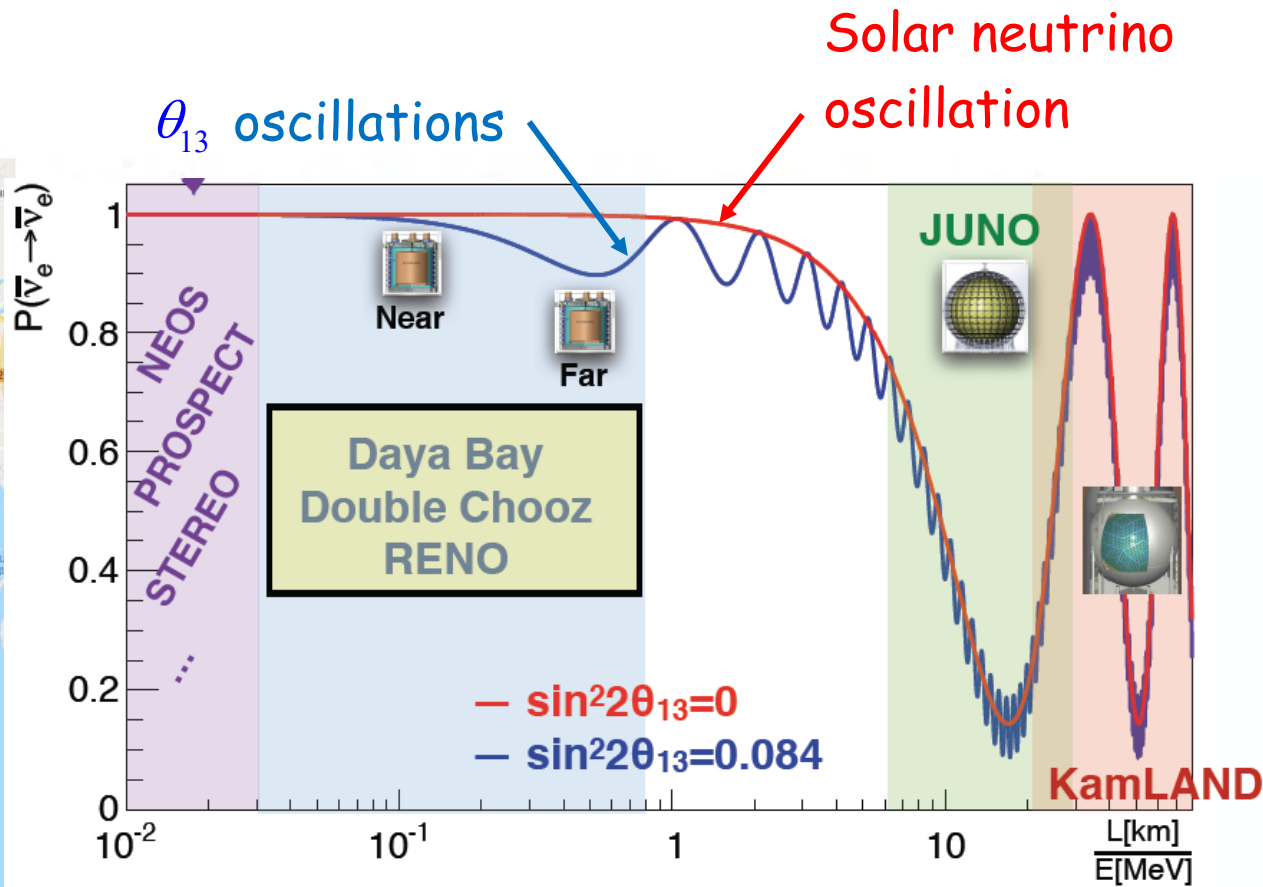 Solar neutrino
oscillation
θ₁₃ oscillations
P(ν̅ₑ→ν̅ₑ)
1
0.8
0.6
0.4
0.2
0
NEOS
PROSPECT
STEREO
...
Near
Far
Daya Bay
Double Chooz
RENO
JUNO
KamLAND
— sin²2θ₁₃=0
— sin²2θ₁₃=0.084
10⁻² 10⁻¹ 1 10
L[km]
E[MeV]